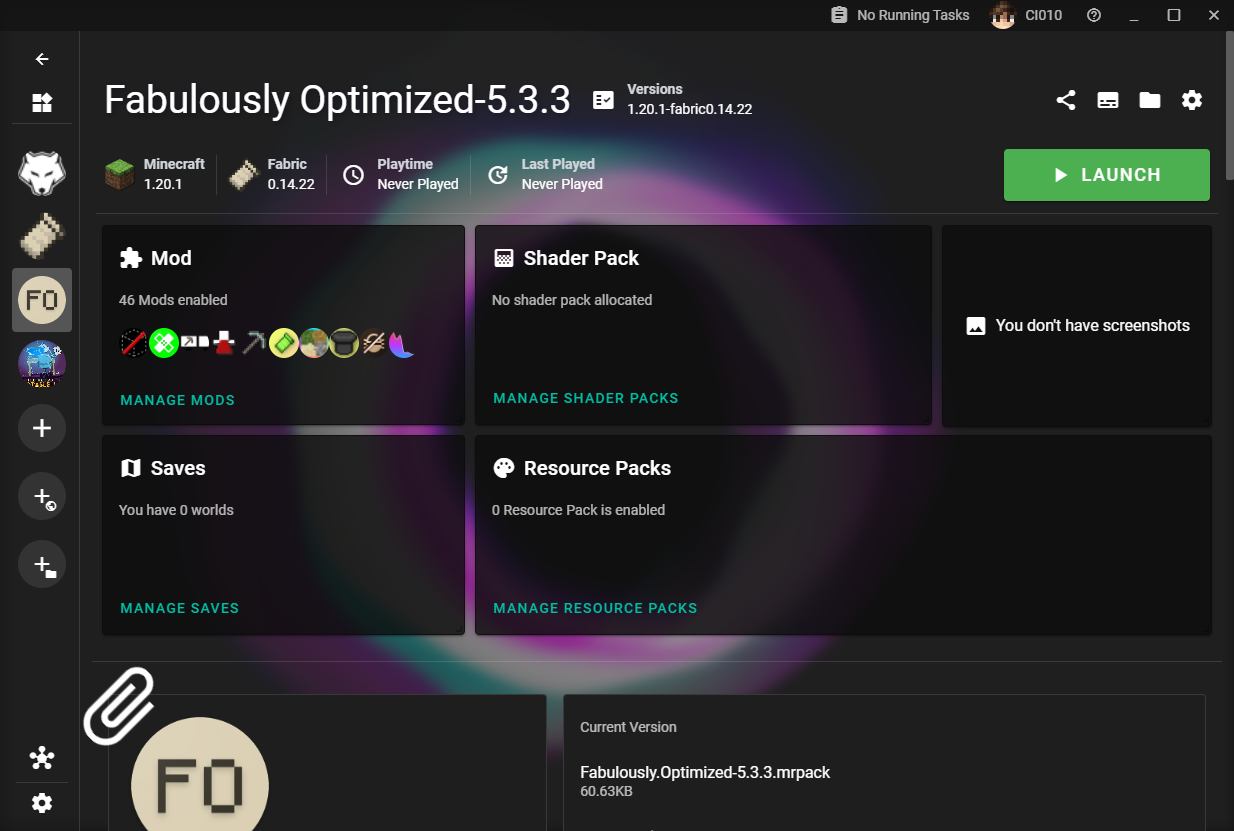 No Running Tasks
CI010
Fabulously Optimized-5.3.3
Versions
1.20.1-fabric0.14.22
Minecraft
1.20.1
Fabric
0.14.22
Playtime
Never Played
Last Played
Never Played
LAUNCH
Mod
46 Mods enabled
MANAGE MODS
Shader Pack
No shader pack allocated
MANAGE SHADER PACKS
You don't have screenshots
FO
Saves
You have 0 worlds
MANAGE SAVES
Resource Packs
0 Resource Pack is enabled
MANAGE RESOURCE PACKS
FO
Current Version
Fabulously.Optimized-5.3.3.mrpack
60.63KB